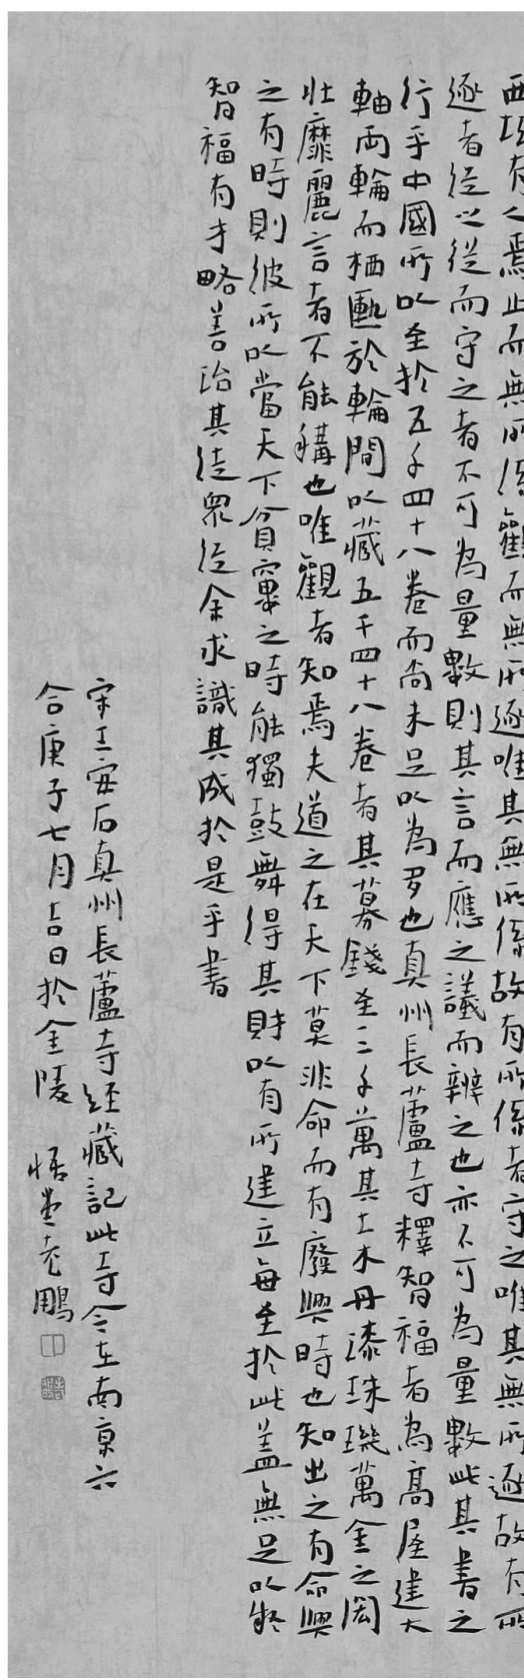 西域有人焉止而無所係觀而無所逐唯其無所係故有所係者守之唯其無所逐故有所
逐者從之從而守之者不可為量數則其言而應之議而辨之也亦不可為量數此其書之
行乎中國所以至於五千四十八卷而尚未足以為多也真州長蘆寺釋智福者為高屋建大
軸兩輪而栖匭於輪間以藏五千四十八卷者其募錢至三千萬其土木丹漆珠璣萬金之閎
壯靡麗言者不能稱也唯觀者知焉夫道之在天下莫非命而有廢興時也知出之有命興
之有時則彼所以當天下貧窶之時能獨鼓舞得其財以有所建立每至於此蓋無足以疑
智福有才略善治其徒衆從余求識其成於是乎書
宋王安石真州長蘆寺經藏記此寺今在南京六
合庚子七月吉日於金陵 悟堂老鵬